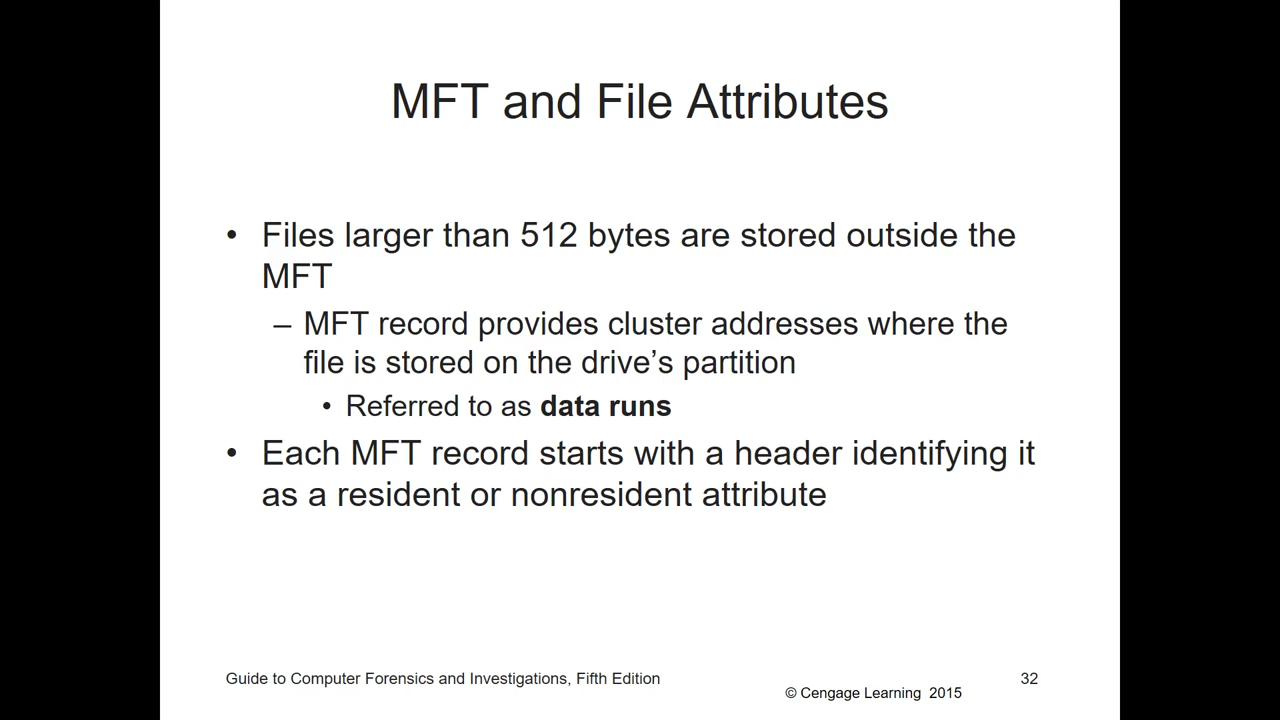 MFT and File Attributes
• Files larger than 512 bytes are stored outside the
MFT
– MFT record provides cluster addresses where the
file is stored on the drive’s partition
• Referred to as data runs
• Each MFT record starts with a header identifying it
as a resident or nonresident attribute
Guide to Computer Forensics and Investigations, Fifth Edition
32
© Cengage Learning 2015